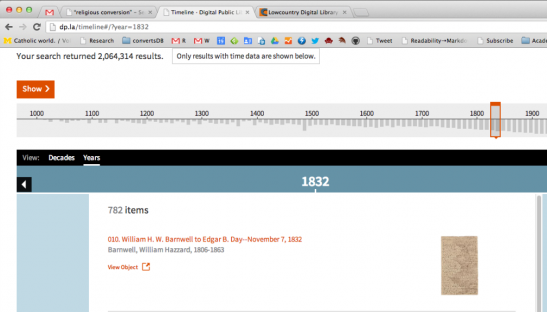 "religious conversion" – S
Timeline - Digital Public Li
Lowcountry Digital Library
dp.la/timeline#/?year=1832
Catholic world. / V
Research
convertsDB
R
W
Tweet
Readability→Markdo
Subscribe
Acade
Your search returned 2,064,314 results.
Only results with time data are shown below.
Show >
1000 1100 1200 1300 1400 1500 1600 1700 1800 1900
View: Decades Years
1832
782 items
010. William H. W. Barnwell to Edgar B. Day--November 7, 1832
Barnwell, William Hazzard, 1806-1863
View Object